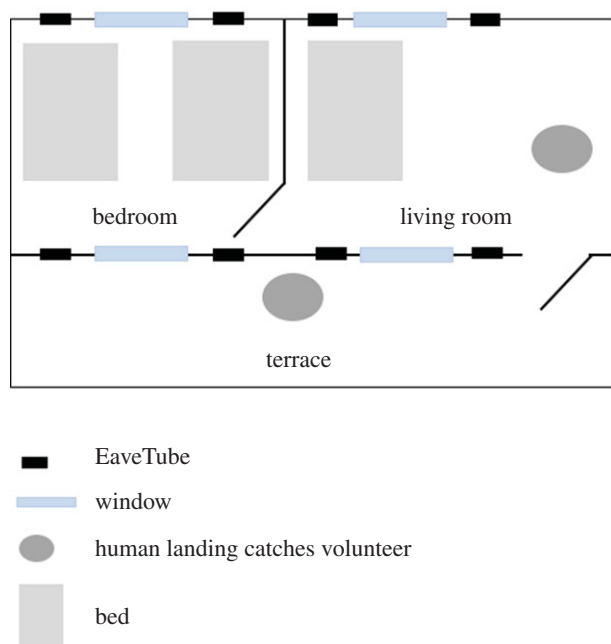 bedroom
living room
terrace
EaveTube
window
human landing catches volunteer
bed